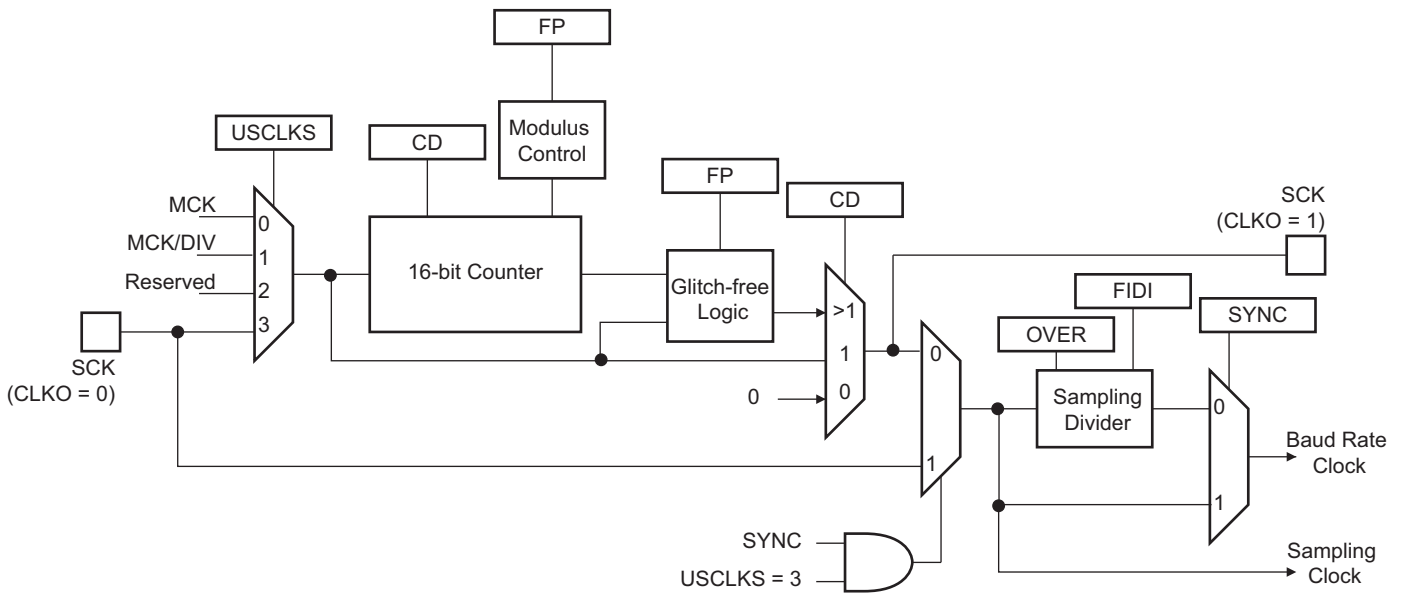 FP
USCLKS
CD
Modulus
Control
FP
CD
SCK
(CLKO = 1)
MCK
0
MCK/DIV
1
Reserved
2
3
16-bit Counter
Glitch-free
Logic
>1
1
0
0
FIDI
OVER
SYNC
SCK
(CLKO = 0)
0
1
Sampling
Divider
0
1
Baud Rate
Clock
SYNC
USCLKS = 3
Sampling
Clock